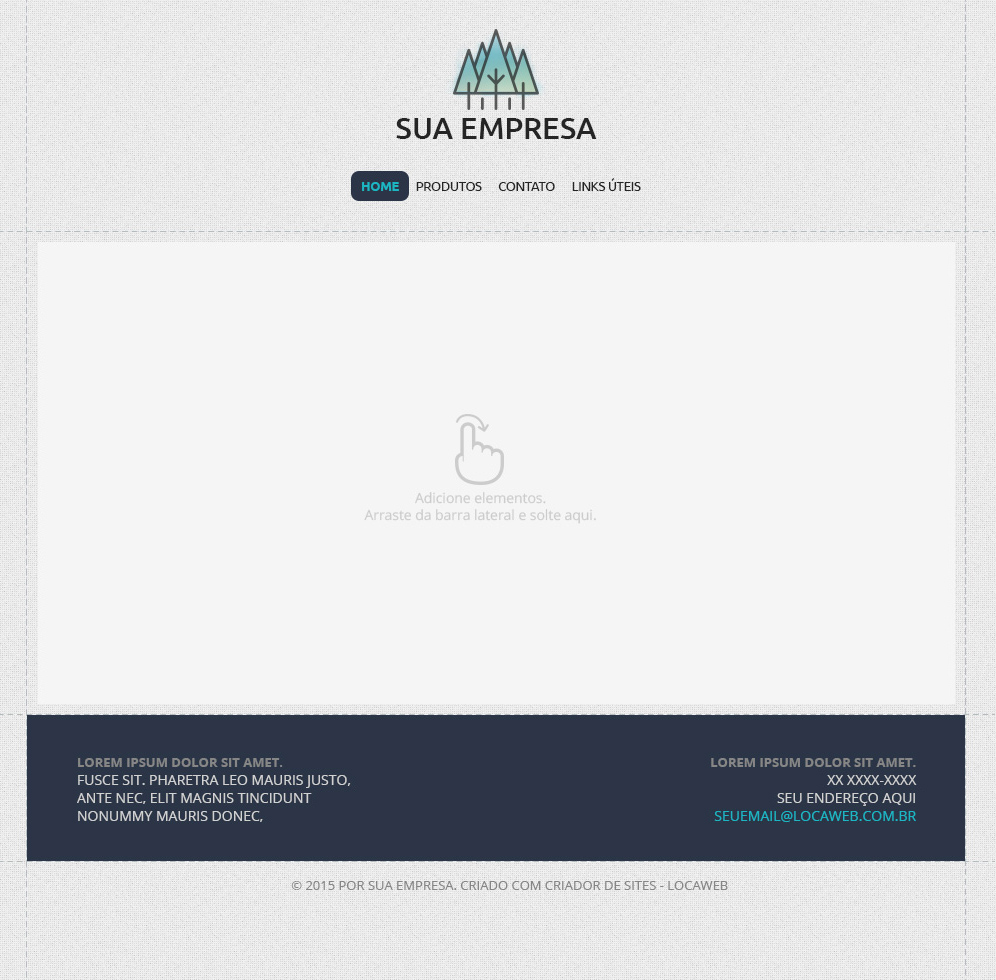 SUA EMPRESA
HOME PRODUTOS CONTATO LINKS ÚTEIS
Adicione elementos.
Arraste da barra lateral e solte aqui.
LOREM IPSUM DOLOR SIT AMET.
FUSCE SIT. PHARETRA LEO MAURIS JUSTO,
ANTE NEC, ELIT MAGNIS TINCIDUNT
NONUMMY MAURIS DONEC,
LOREM IPSUM DOLOR SIT AMET.
XX XXXX-XXXX
SEU ENDEREÇO AQUI
SEUEMAIL@LOCAWEB.COM.BR
© 2015 POR SUA EMPRESA. CRIADO COM CRIADOR DE SITES - LOCAWEB